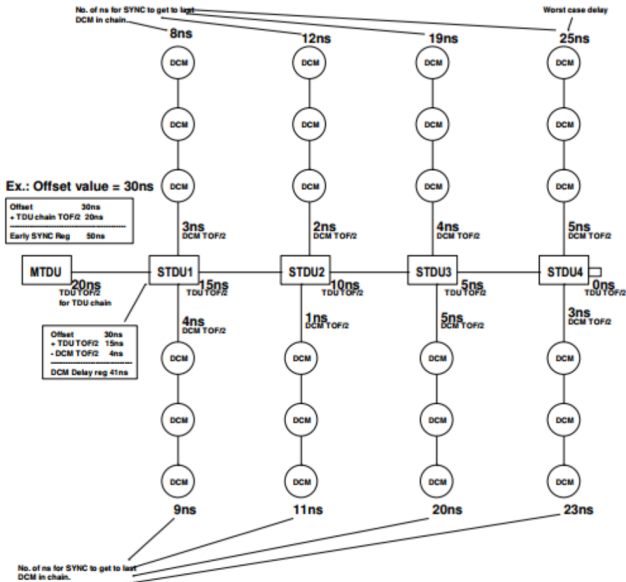 No. of ns for SYNC to get to last
DCM in chain.
Worst case delay
8ns
12ns
19ns
25ns
DCM
DCM
DCM
DCM
DCM
DCM
DCM
DCM
DCM
DCM
DCM
DCM
Ex.: Offset value = 30ns
Offset 30ns
+ TDU chain TOF/2 20ns
Early SYNC Reg 50ns
3ns
DCM TOF/2
2ns
DCM TOF/2
4ns
DCM TOF/2
5ns
DCM TOF/2
MTDU
STDU1
STDU2
STDU3
STDU4
20ns
TDU TOF/2
for TDU chain
15ns
TDU TOF/2
10ns
TDU TOF/2
5ns
TDU TOF/2
0ns
TDU TOF/2
4ns
DCM TOF/2
1ns
DCM TOF/2
5ns
DCM TOF/2
3ns
DCM TOF/2
Offset 30ns
+ TDU TOF/2 15ns
- DCM TOF/2 4ns
DCM Delay reg 41ns
DCM
DCM
DCM
DCM
DCM
DCM
DCM
DCM
DCM
DCM
DCM
DCM
9ns
11ns
20ns
23ns
No. of ns for SYNC to get to last
DCM in chain.